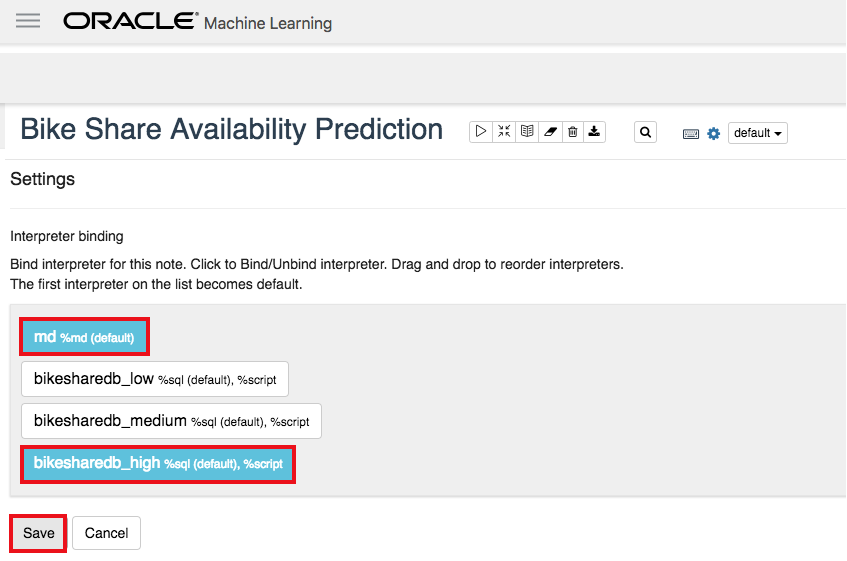 ORACLE® Machine Learning
Bike Share Availability Prediction default
Settings
Interpreter binding
Bind interpreter for this note. Click to Bind/Unbind interpreter. Drag and drop to reorder interpreters.
The first interpreter on the list becomes default.
md %md (default)
bikesharedb_low %sql (default), %script
bikesharedb_medium %sql (default), %script
bikesharedb_high %sql (default), %script
Save Cancel